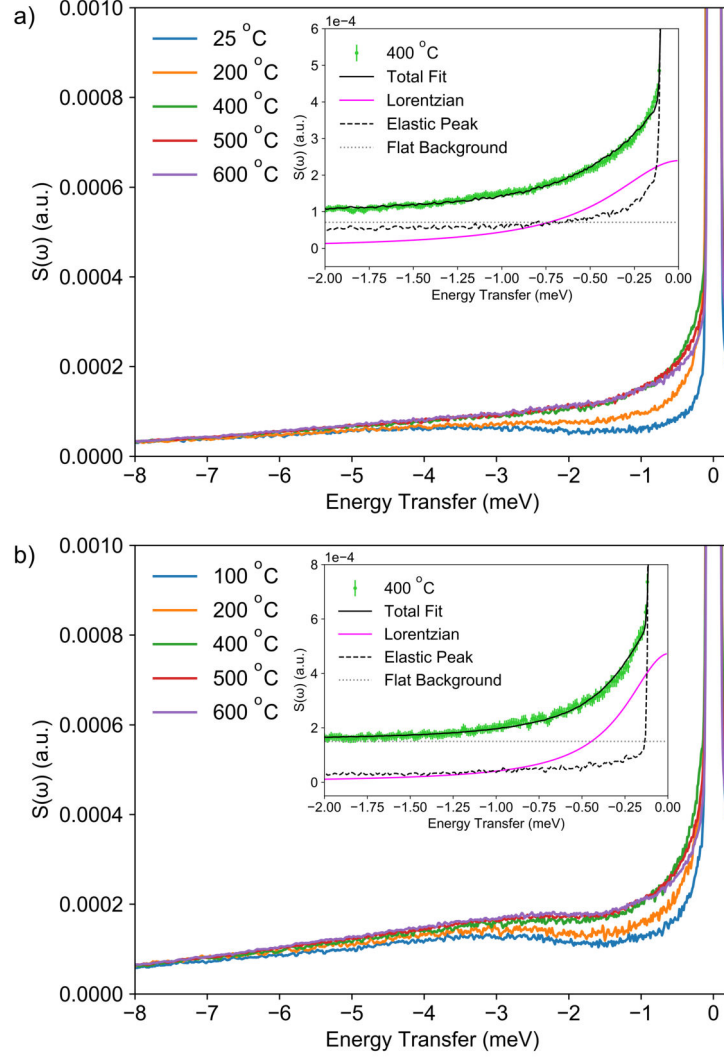 a)
S(ω) (a.u.)
0.0010
0.0008
0.0006
0.0004
0.0002
0.0000
25 °C
200 °C
400 °C
500 °C
600 °C
1e−4
S(ω) (a.u.)
6
5
4
3
2
1
0
400 °C
Total Fit
Lorentzian
Elastic Peak
Flat Background
−2.00 −1.75 −1.50 −1.25 −1.00 −0.75 −0.50 −0.25 0.00
Energy Transfer (meV)
−8 −7 −6 −5 −4 −3 −2 −1 0
Energy Transfer (meV)
b)
S(ω) (a.u.)
0.0010
0.0008
0.0006
0.0004
0.0002
0.0000
100 °C
200 °C
400 °C
500 °C
600 °C
1e−4
S(ω) (a.u.)
8
6
4
2
0
400 °C
Total Fit
Lorentzian
Elastic Peak
Flat Background
−2.00 −1.75 −1.50 −1.25 −1.00 −0.75 −0.50 −0.25 0.00
Energy Transfer (meV)
−8 −7 −6 −5 −4 −3 −2 −1 0
Energy Transfer (meV)